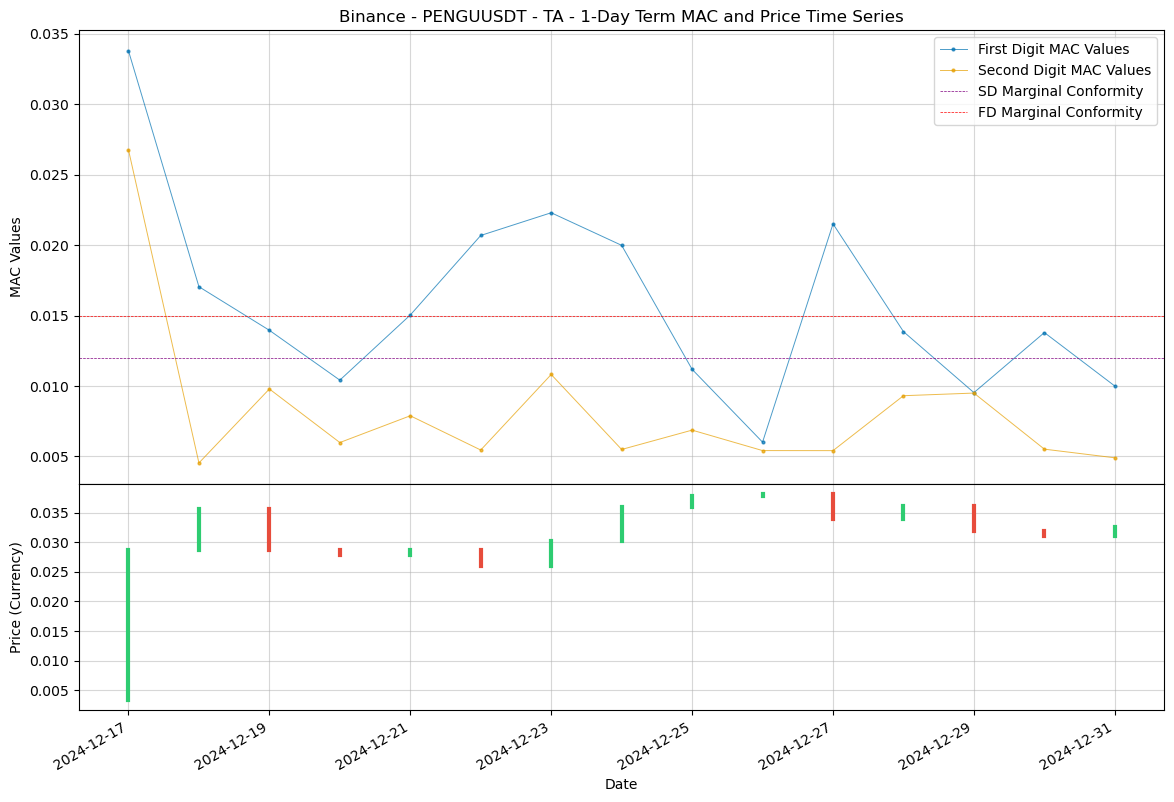 Binance - PENGUUSDT - TA - 1-Day Term MAC and Price Time Series
First Digit MAC Values
Second Digit MAC Values
SD Marginal Conformity
FD Marginal Conformity
MAC Values
0.035
0.030
0.025
0.020
0.015
0.010
0.005
Price (Currency)
0.035
0.030
0.025
0.020
0.015
0.010
0.005
2024-12-17
2024-12-19
2024-12-21
2024-12-23
2024-12-25
2024-12-27
2024-12-29
2024-12-31
Date